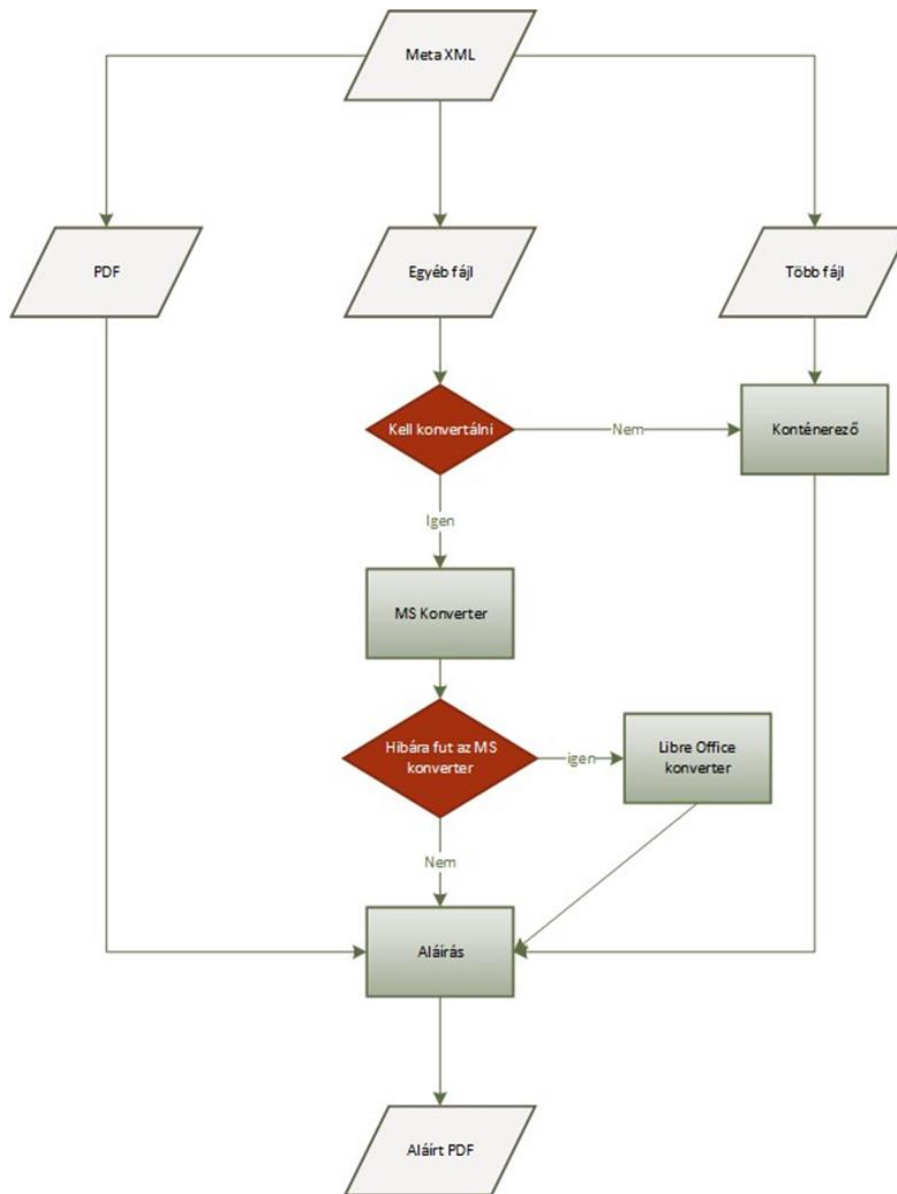 Meta XML
PDF
Egyéb fájl
Több fájl
Kell konvertálni
Nem
Konténerező
Igen
MS Konverter
Hibára fut az MS
konverter
igen
Libre Office
konverter
Nem
Aláírás
Aláírt PDF